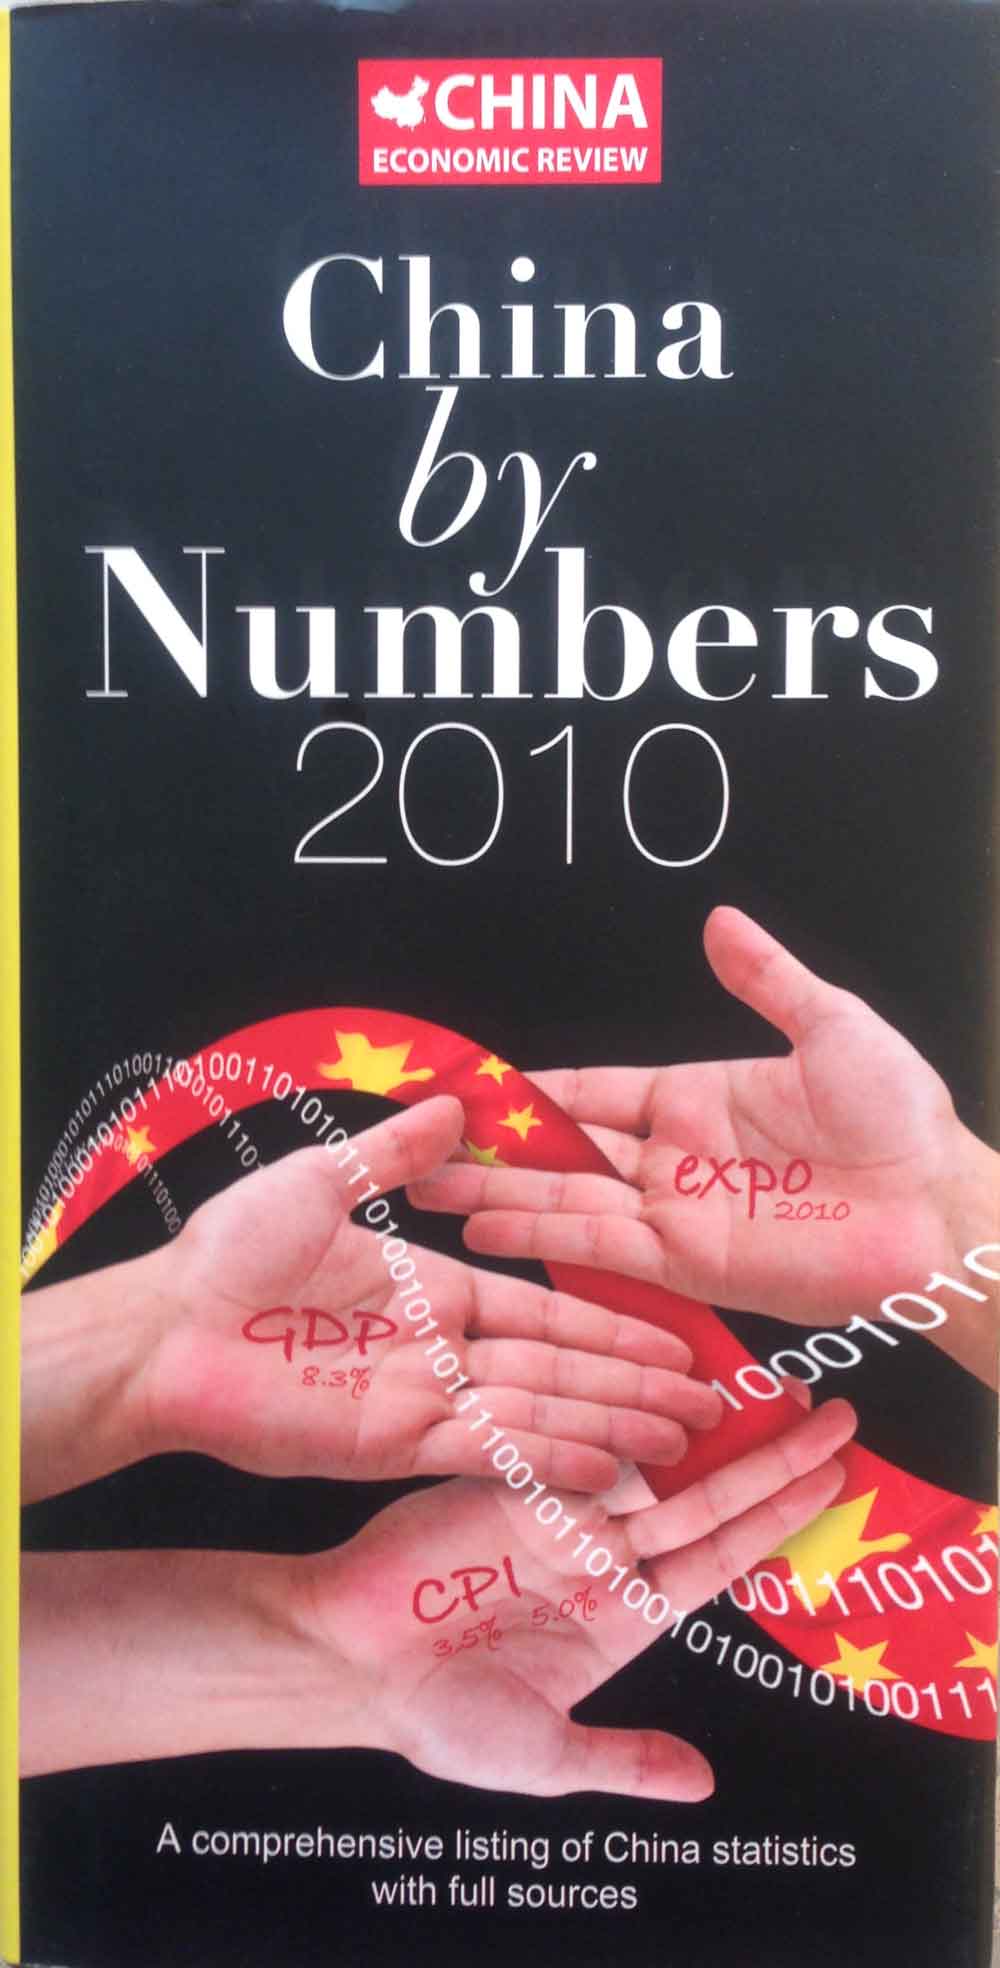 CHINA
ECONOMIC REVIEW
China
by
Numbers
2010
expo
2010
GDP
8.3%
CPI
3.5% 5.0%
10001010
A comprehensive listing of China statistics
with full sources